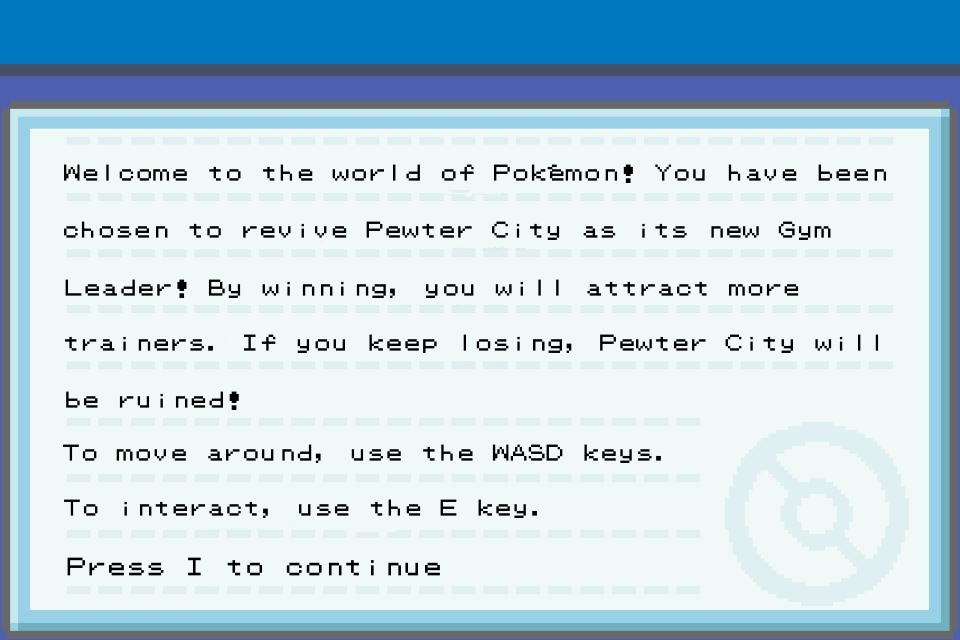 Welcome to the world of Pokémon! You have been
chosen to revive Pewter City as its new Gym
Leader! By winning, you will attract more
trainers. If you keep losing, Pewter City will
be ruined!
To move around, use the WASD keys.
To interact, use the E key.
Press I to continue